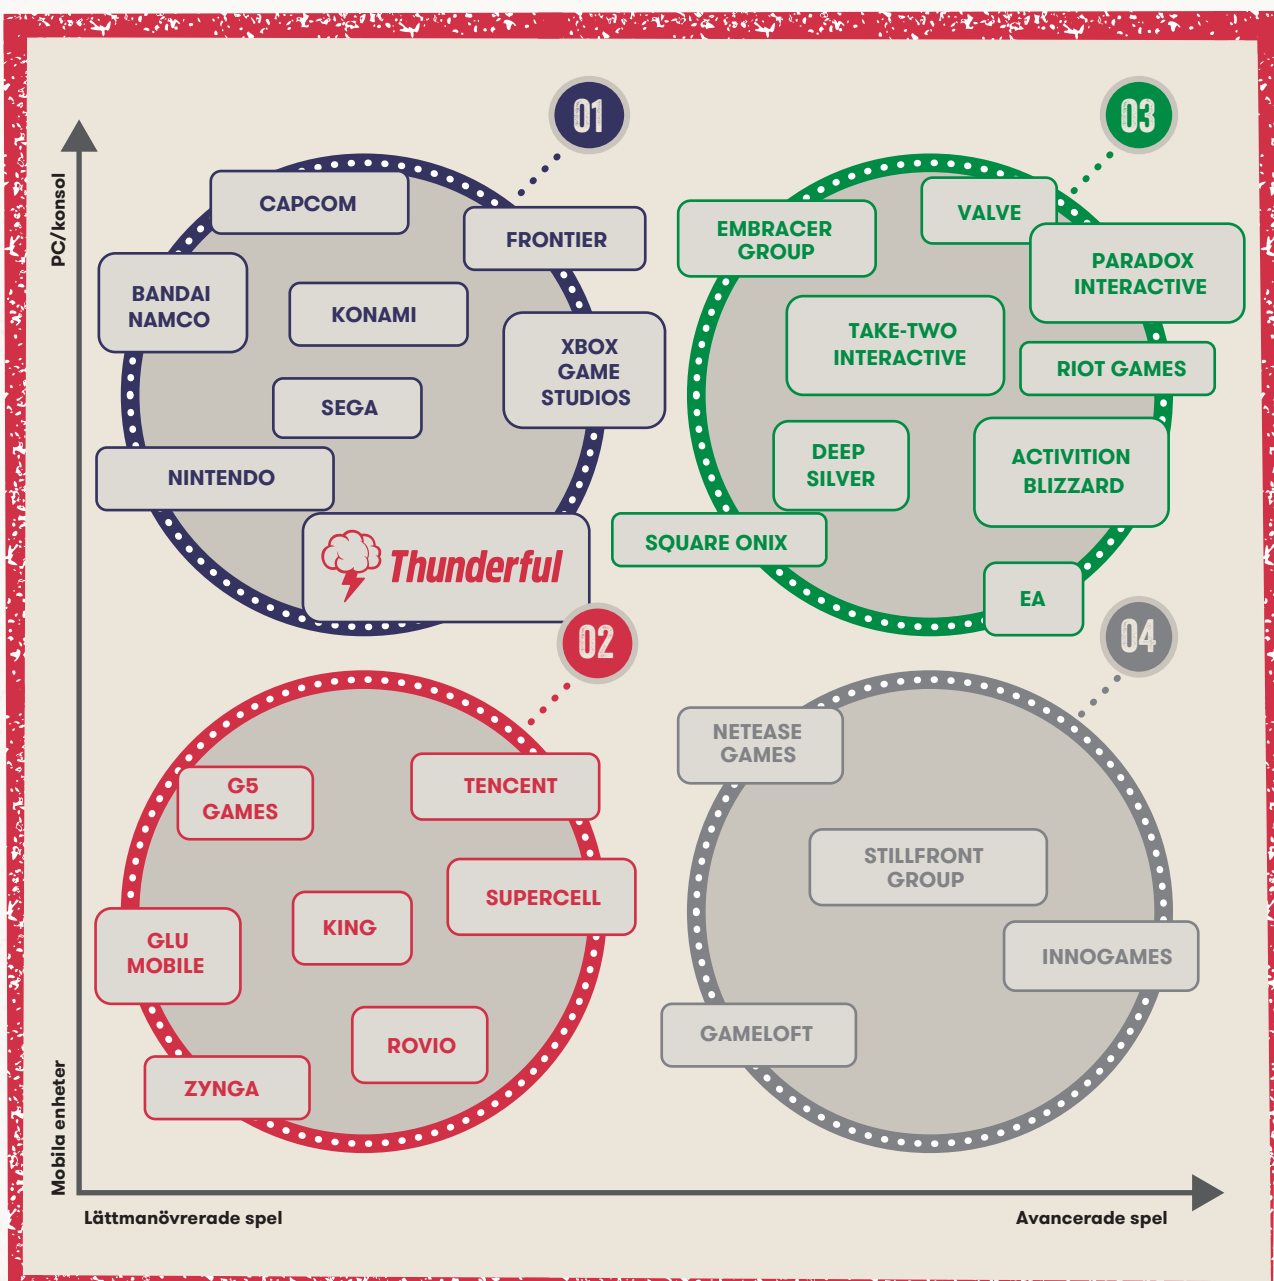 01
03
PC/konsol
CAPCOM
FRONTIER
BANDAI
NAMCO
KONAMI
XBOX
GAME
STUDIOS
SEGA
NINTENDO
Thunderful
EMBRACER
GROUP
VALVE
PARADOX
INTERACTIVE
TAKE-TWO
INTERACTIVE
RIOT GAMES
DEEP
SILVER
ACTIVITION
BLIZZARD
SQUARE ONIX
EA
02
04
G5
GAMES
TENCENT
SUPERCELL
KING
GLU
MOBILE
ROVIO
ZYNGA
NETEASE
GAMES
STILLFRONT
GROUP
INNOGAMES
GAMELOFT
Mobila enheter
Lättmanövrerade spel
Avancerade spel